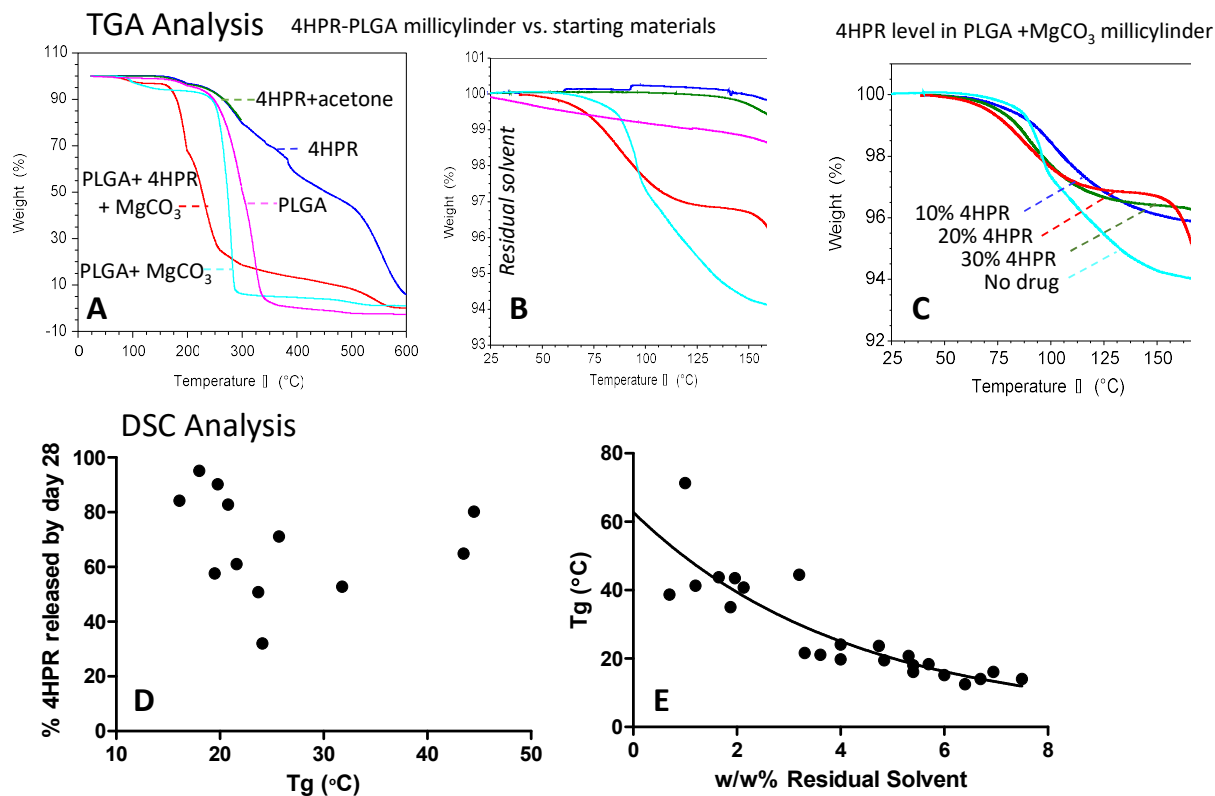 TGA Analysis 4HPR-PLGA millicylinder vs. starting materials
4HPR level in PLGA +MgCO₃ millicylinder
110
90
70
50
30
10
-10
Weight (%)
4HPR+acetone
4HPR
PLGA+ 4HPR
+ MgCO₃
PLGA
PLGA+ MgCO₃
A
0
100
200
300
400
500
600
Temperature ▯ (°C)
101
100
99
98
97
96
95
94
93
Weight (%)
Residual solvent
B
25
50
75
100
125
150
Temperature ▯ (°C)
100
98
96
94
92
Weight (%)
10% 4HPR
20% 4HPR
30% 4HPR
No drug
C
25
50
75
100
125
150
Temperature ▯ (°C)
DSC Analysis
% 4HPR released by day 28
100
80
60
40
20
0
D
10
20
30
40
50
Tg (°C)
Tg (°C)
80
60
40
20
0
E
0
2
4
6
8
w/w% Residual Solvent